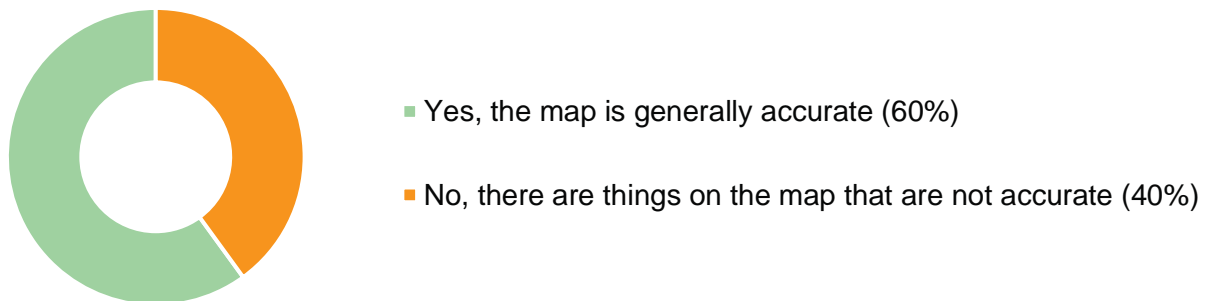 Yes, the map is generally accurate (60%)
No, there are things on the map that are not accurate (40%)